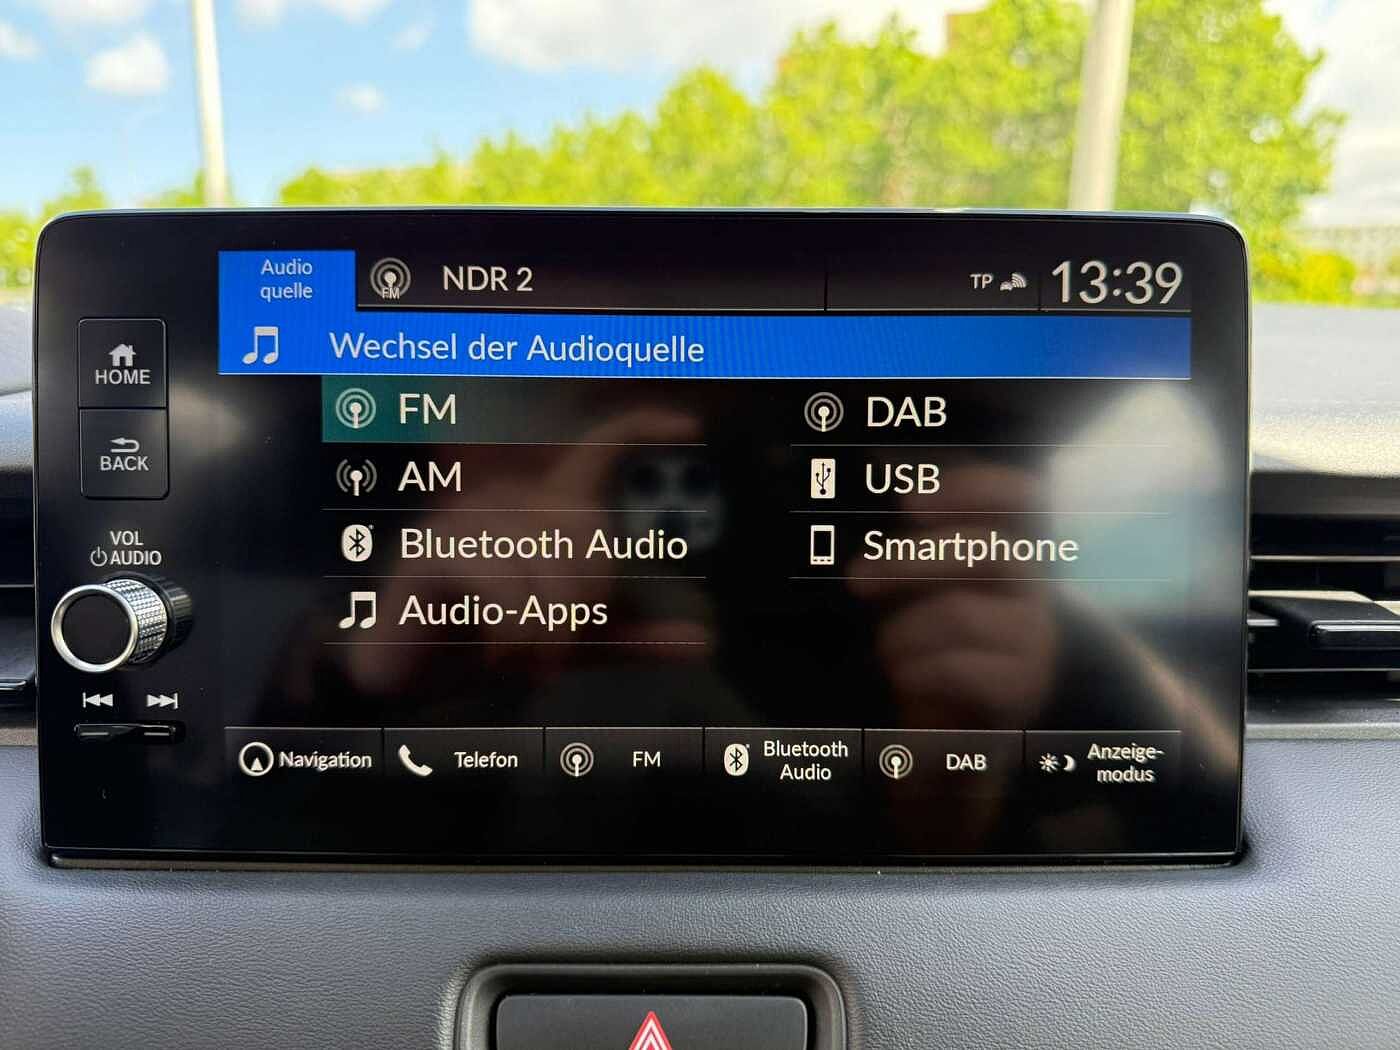 Audio
quelle
FM
NDR 2
TP
13:39
Wechsel der Audioquelle
HOME
BACK
VOL
AUDIO
FM
DAB
AM
USB
Bluetooth Audio
Smartphone
Audio-Apps
Navigation
Telefon
FM
Bluetooth
Audio
DAB
Anzeige-
modus